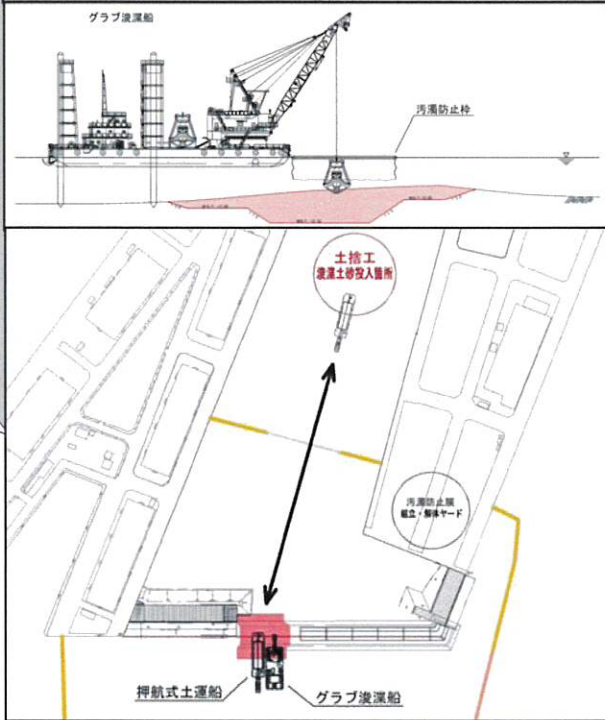 グラブ浚渫船
汚濁防止枠
土捨工
浚渫土砂投入箇所
汚濁防止膜
組立・解体ヤード
押航式土運船
グラブ浚渫船